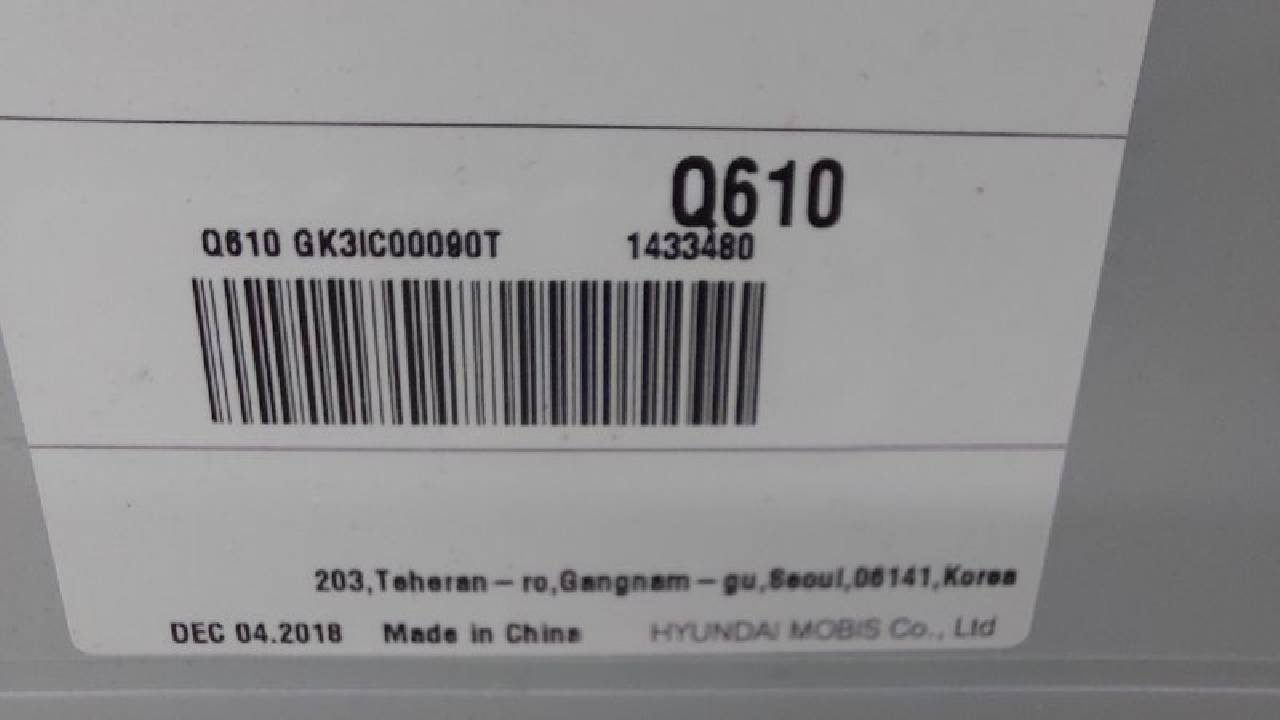 Q610
Q610 GK3IC00090T 1433480
203,Teheran-ro,Gangnam-gu,Seoul,06141,Korea
DEC 04.2018 Made in China HYUNDAI MOBIS Co., Ltd